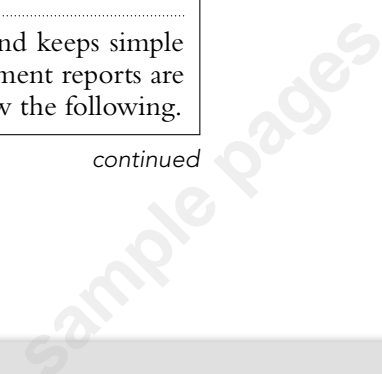 nd keeps simple
ment reports are
w the following.
continued
sample pages